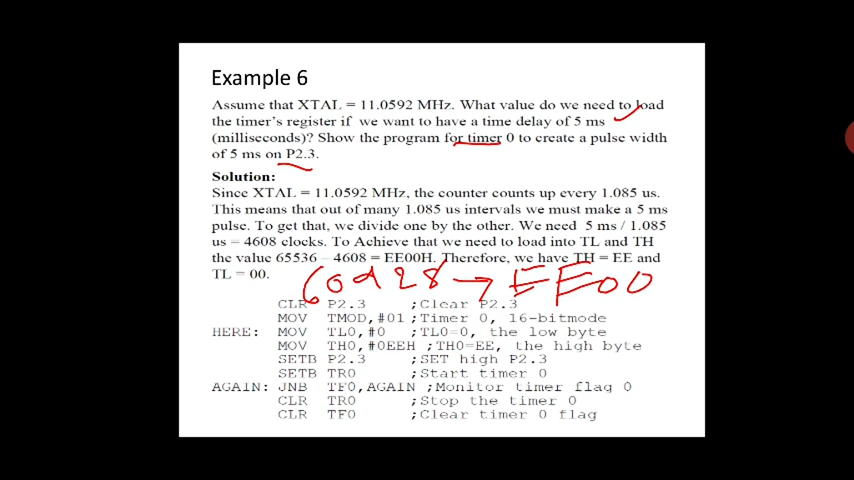 Example 6
Assume that XTAL = 11.0592 MHz. What value do we need to load
the timer's register if we want to have a time delay of 5 ms
(milliseconds)? Show the program for timer 0 to create a pulse width
of 5 ms on P2.3.
Solution:
Since XTAL = 11.0592 MHz, the counter counts up every 1.085 us.
This means that out of many 1.085 us intervals we must make a 5 ms
pulse. To get that, we divide one by the other. We need 5 ms / 1.085
us = 4608 clocks. To Achieve that we need to load into TL and TH
the value 65536 – 4608 = EE00H. Therefore, we have TH = EE and
TL = 00.
60928 → EE00
CLR P2.3 ;Clear P2.3
MOV TMOD,#01 ;Timer 0, 16-bitmode
HERE: MOV TL0,#0 ;TL0=0, the low byte
MOV TH0,#0EEH ;TH0=EE, the high byte
SETB P2.3 ;SET high P2.3
SETB TR0 ;Start timer 0
AGAIN: JNB TF0,AGAIN ;Monitor timer flag 0
CLR TR0 ;Stop the timer 0
CLR TF0 ;Clear timer 0 flag